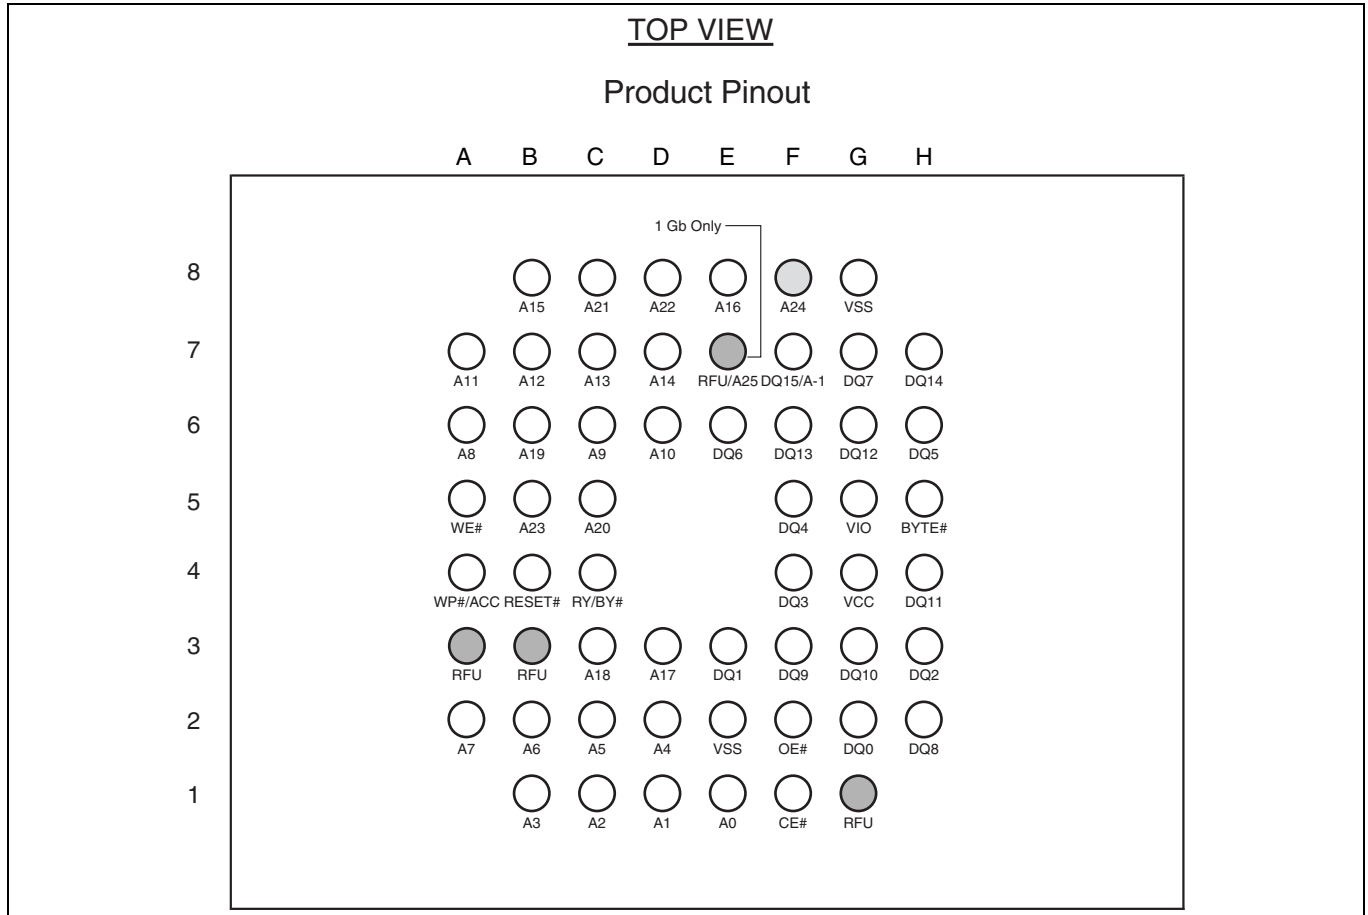 TOP VIEW
Product Pinout
A B C D E F G H
1 Gb Only
8
A15 A21 A22 A16 A24 VSS
7
A11 A12 A13 A14 RFU/A25 DQ15/A-1 DQ7 DQ14
6
A8 A19 A9 A10 DQ6 DQ13 DQ12 DQ5
5
WE# A23 A20 DQ4 VIO BYTE#
4
WP#/ACC RESET# RY/BY# DQ3 VCC DQ11
3
RFU RFU A18 A17 DQ1 DQ9 DQ10 DQ2
2
A7 A6 A5 A4 VSS OE# DQ0 DQ8
1
A3 A2 A1 A0 CE# RFU